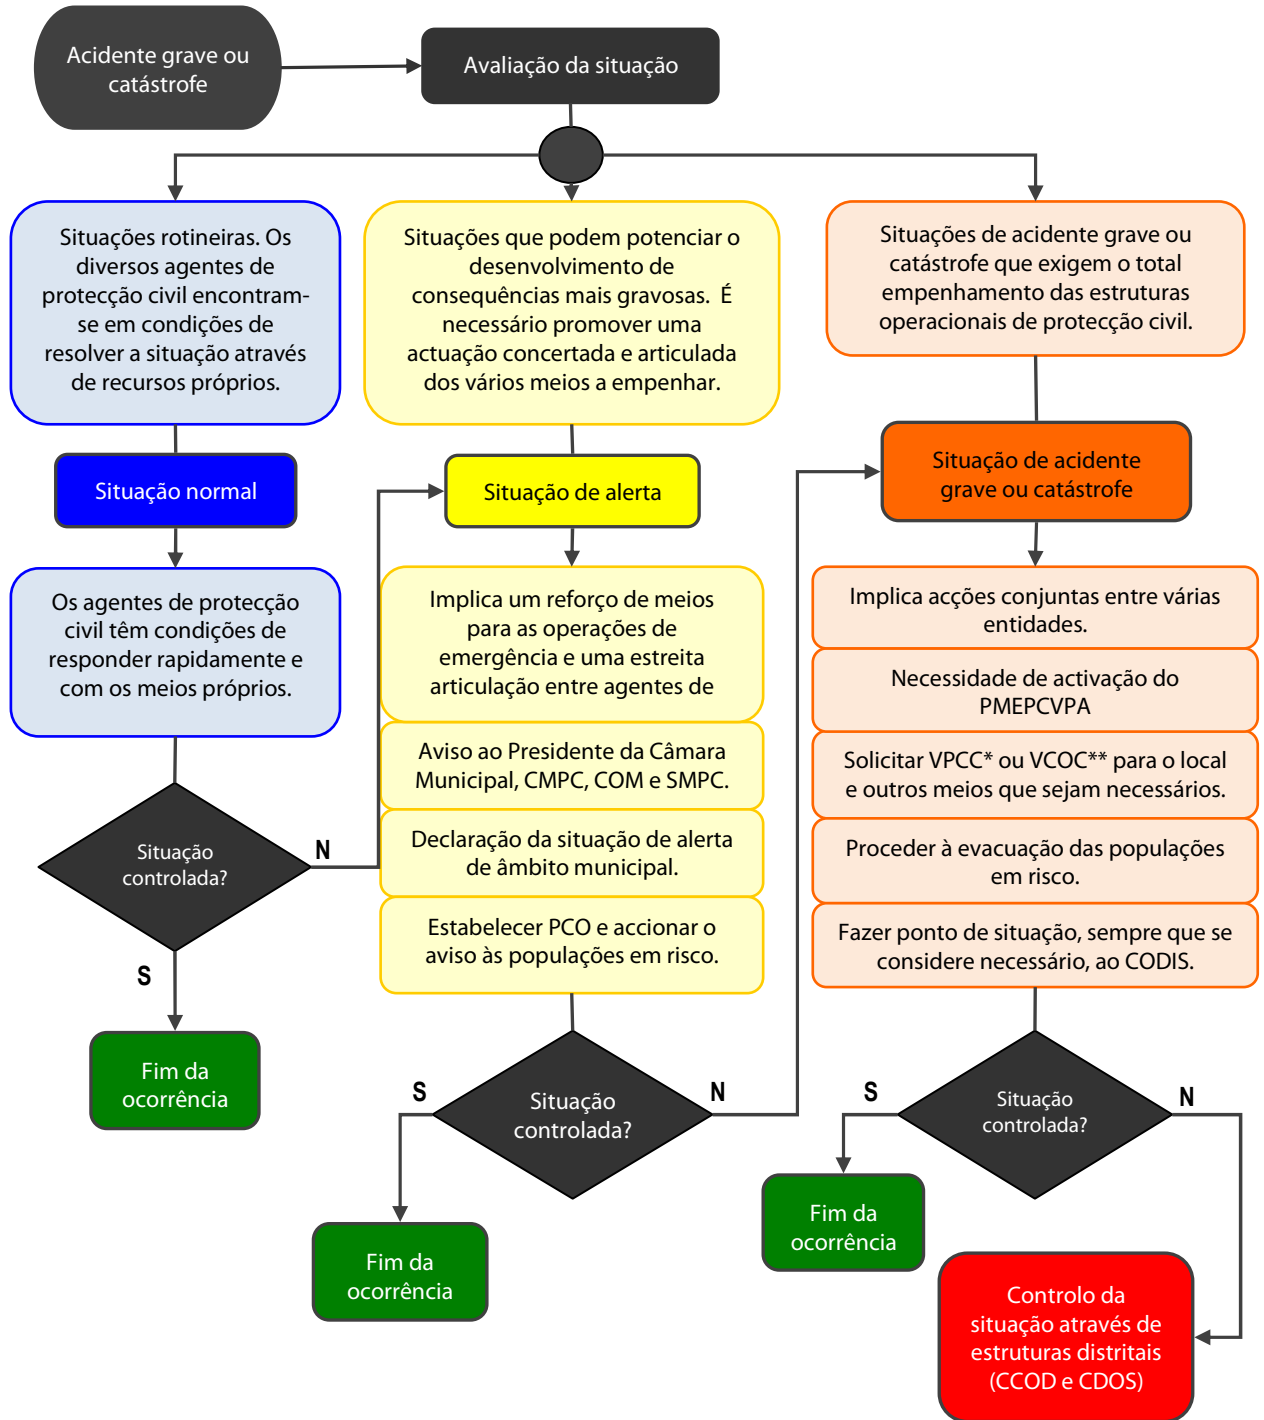 Acidente grave ou
catástrofe
Avaliação da situação
Situações rotineiras. Os
diversos agentes de
protecção civil encontram-
se em condições de
resolver a situação através
de recursos próprios.
Situações que podem potenciar o
desenvolvimento de
consequências mais gravosas. É
necessário promover uma
actuação concertada e articulada
dos vários meios a empenhar.
Situações de acidente grave ou
catástrofe que exigem o total
empenhamento das estruturas
operacionais de protecção civil.
Situação normal
Situação de alerta
Situação de acidente
grave ou catástrofe
Os agentes de protecção
civil têm condições de
responder rapidamente e
com os meios próprios.
Implica um reforço de meios
para as operações de
emergência e uma estreita
articulação entre agentes de
Aviso ao Presidente da Câmara
Municipal, CMPC, COM e SMPC.
Declaração da situação de alerta
de âmbito municipal.
Estabelecer PCO e accionar o
aviso às populações em risco.
Implica acções conjuntas entre várias
entidades.
Necessidade de activação do
PMEPCVPA
Solicitar VPCC* ou VCOC** para o local
e outros meios que sejam necessários.
Proceder à evacuação das populações
em risco.
Fazer ponto de situação, sempre que se
considere necessário, ao CODIS.
Situação
controlada?
N
S
Fim da
ocorrência
Situação
controlada?
S
N
Fim da
ocorrência
Situação
controlada?
S
N
Fim da
ocorrência
Controlo da
situação através de
estruturas distritais
(CCOD e CDOS)